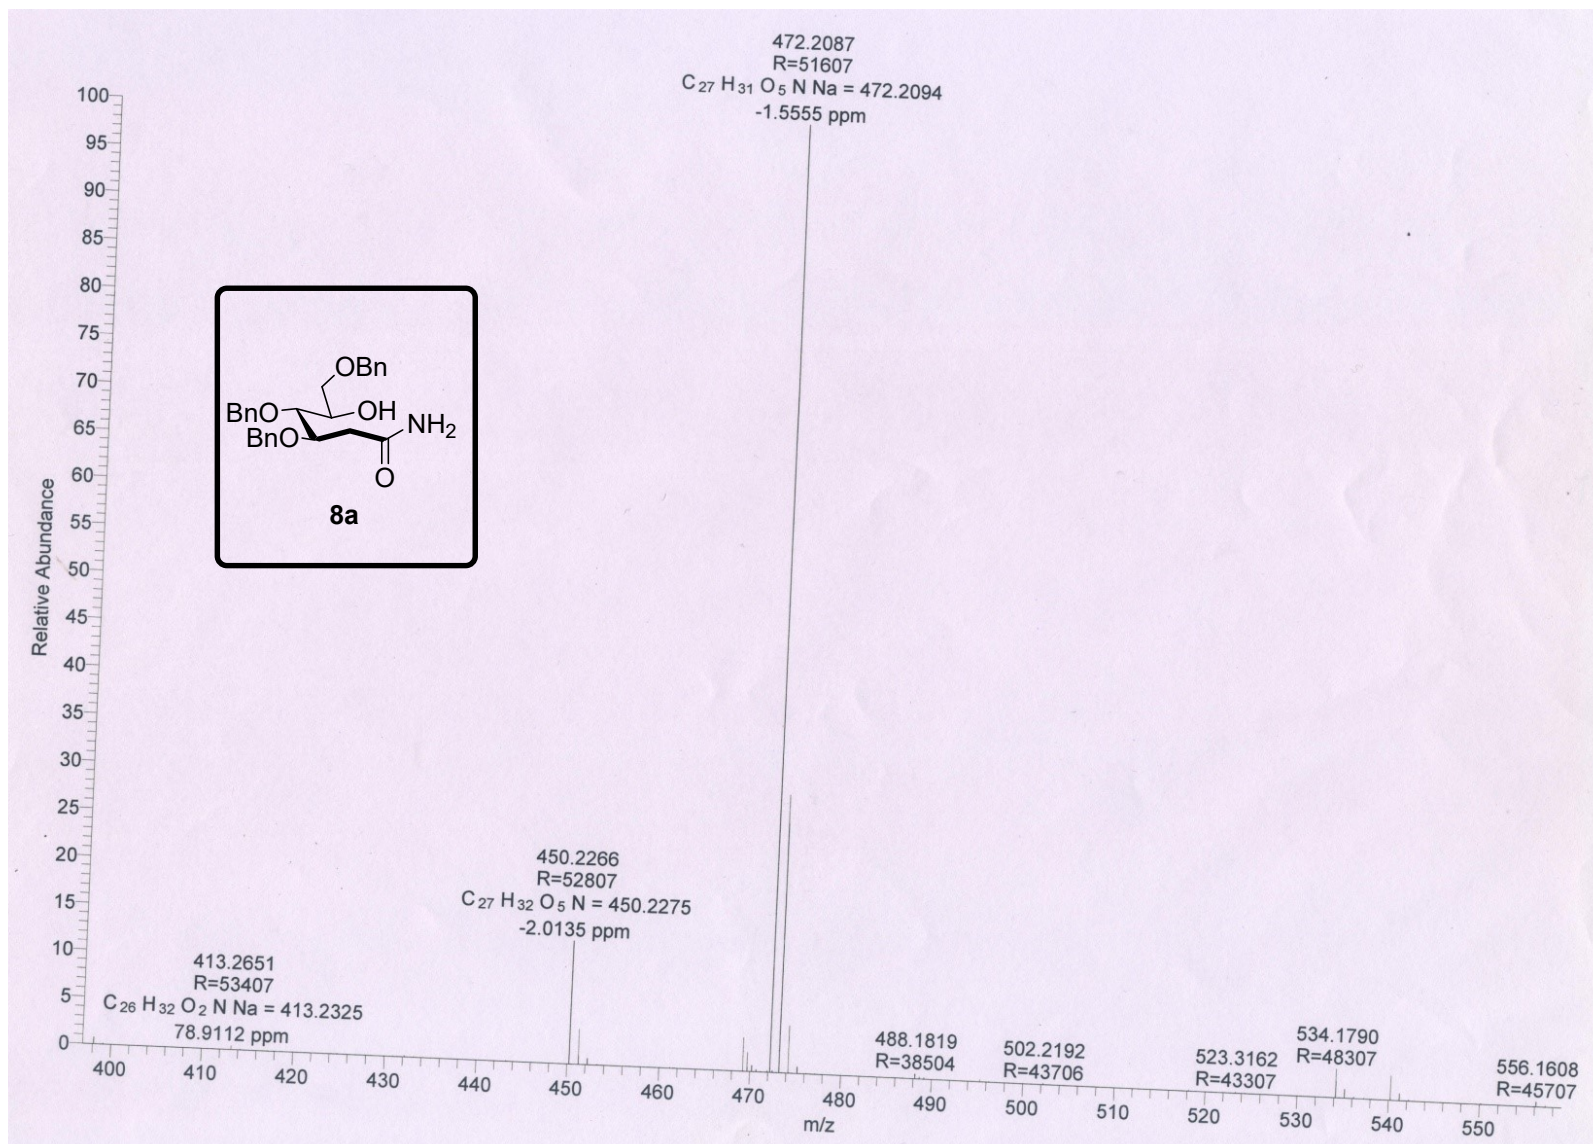 472.2087
R=51607
C27 H31 O5 N Na = 472.2094
-1.5555 ppm
100
95
90
85
80
75
70
65
60
55
50
45
40
35
30
25
20
15
10
5
0
Relative Abundance
OBn
BnO
OH
BnO
NH2
O
8a
450.2266
R=52807
C27 H32 O5 N = 450.2275
-2.0135 ppm
413.2651
R=53407
C26 H32 O2 N Na = 413.2325
78.9112 ppm
488.1819
R=38504
502.2192
R=43706
523.3162
R=43307
534.1790
R=48307
556.1608
R=45707
400 410 420 430 440 450 460 470 480 490 500 510 520 530 540 550
m/z